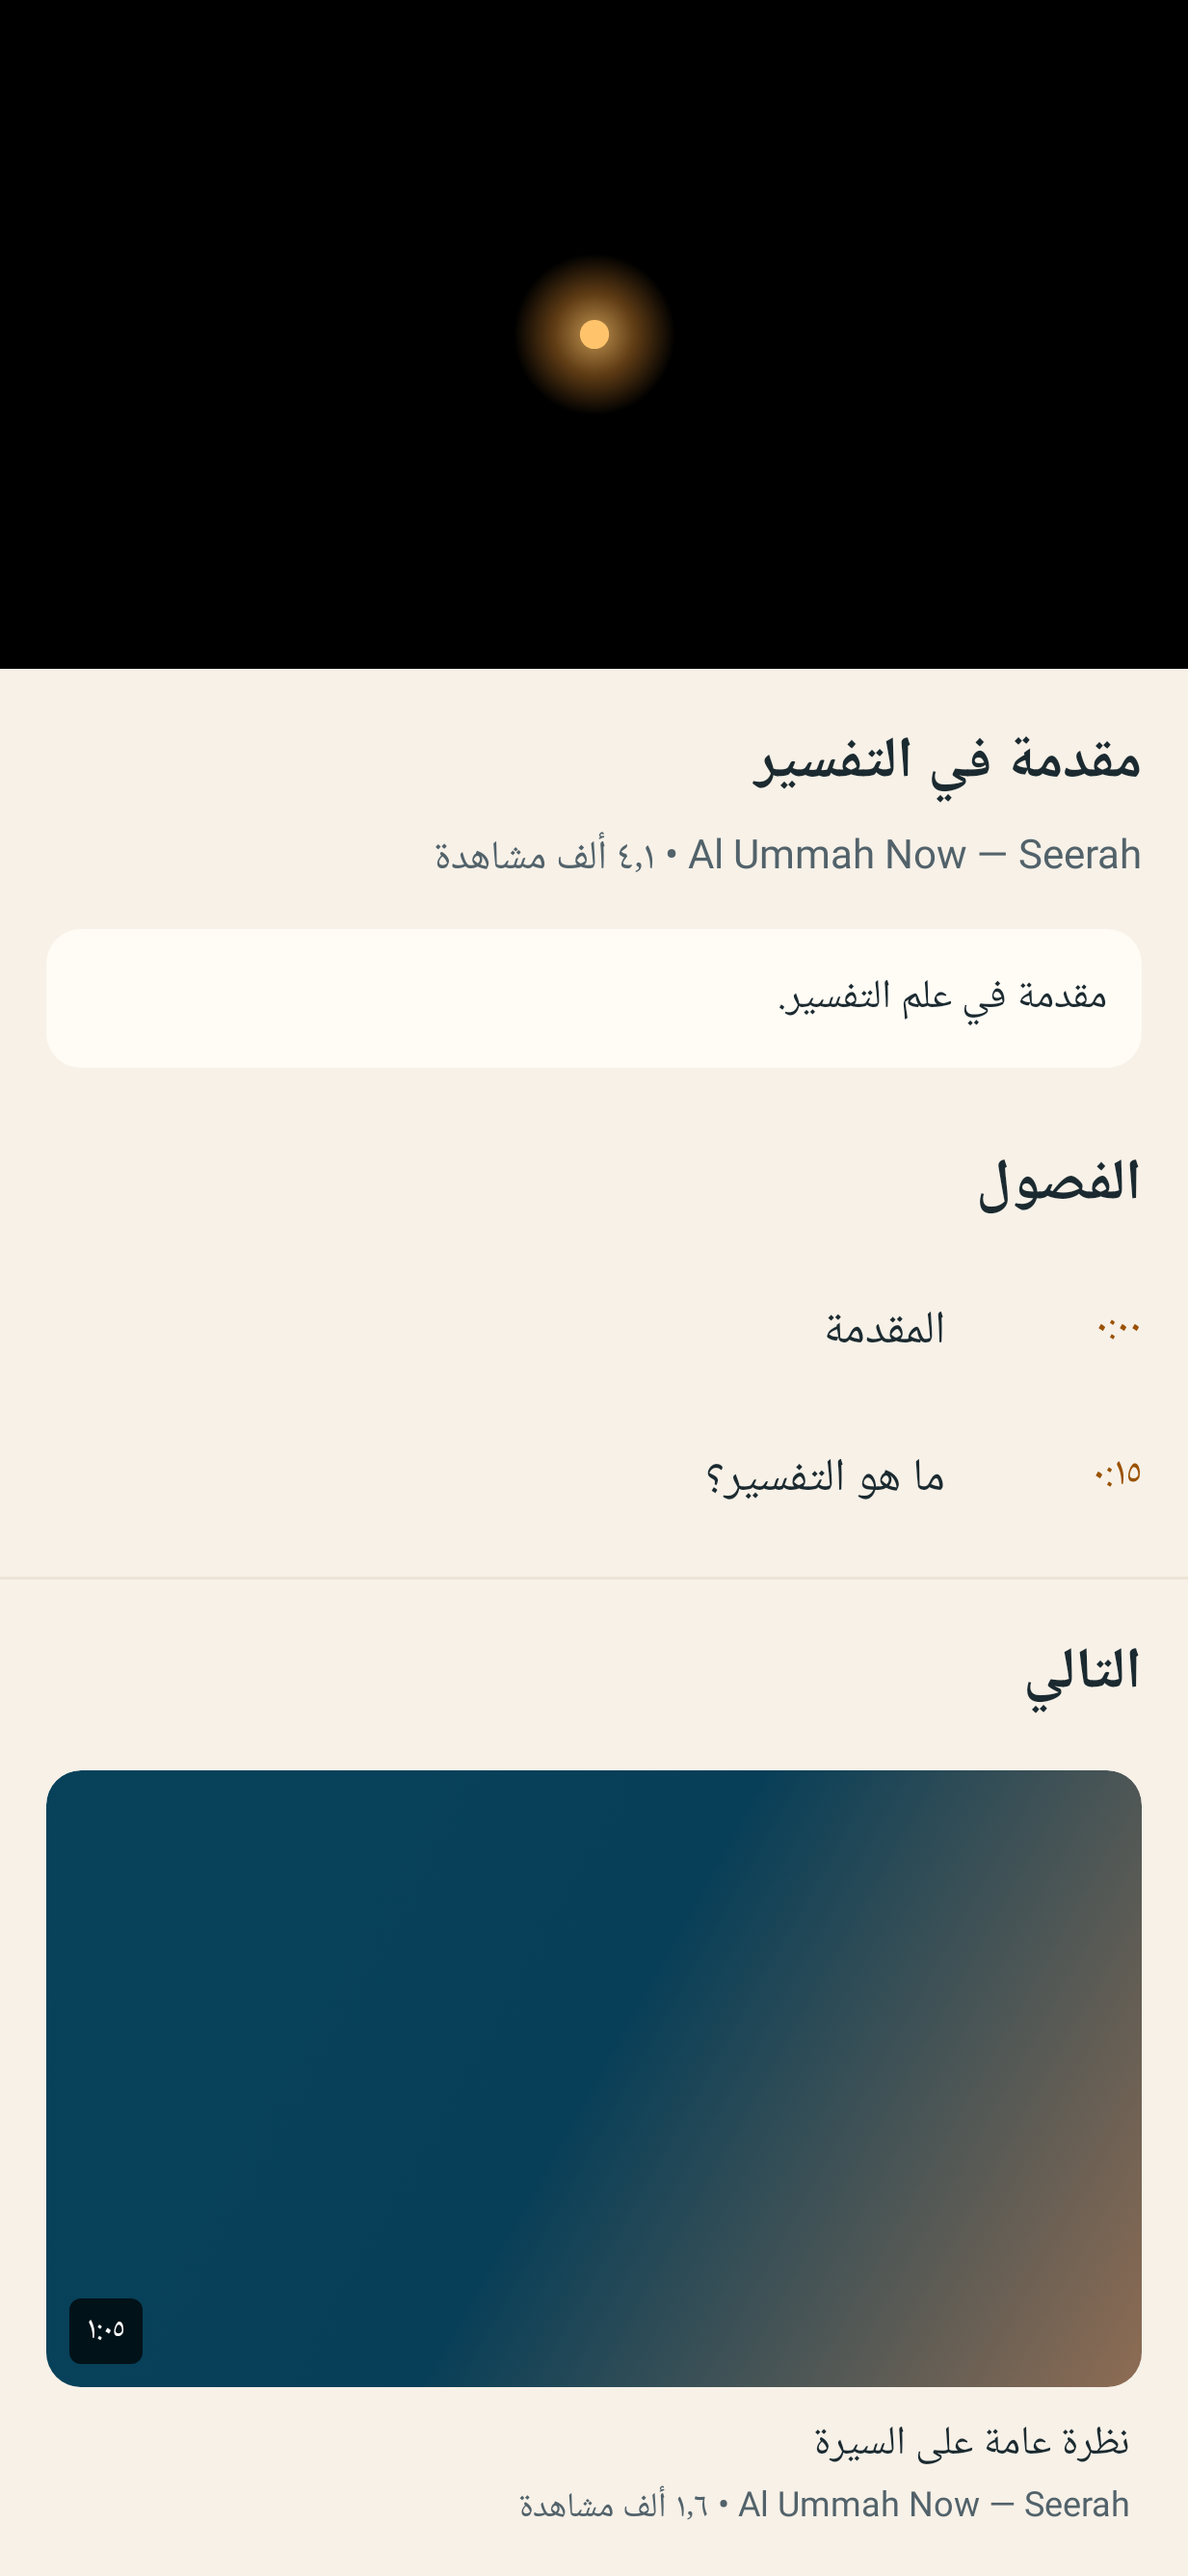 مقدمة في التفسير
Al Ummah Now — Seerah • ٤٫١ ألف مشاهدة
مقدمة في علم التفسير.
الفصول
٠:٠٠ المقدمة
٠:١٥ ما هو التفسير؟
التالي
١:٠٥
نظرة عامة على السيرة
Al Ummah Now — Seerah • ١٫٦ ألف مشاهدة